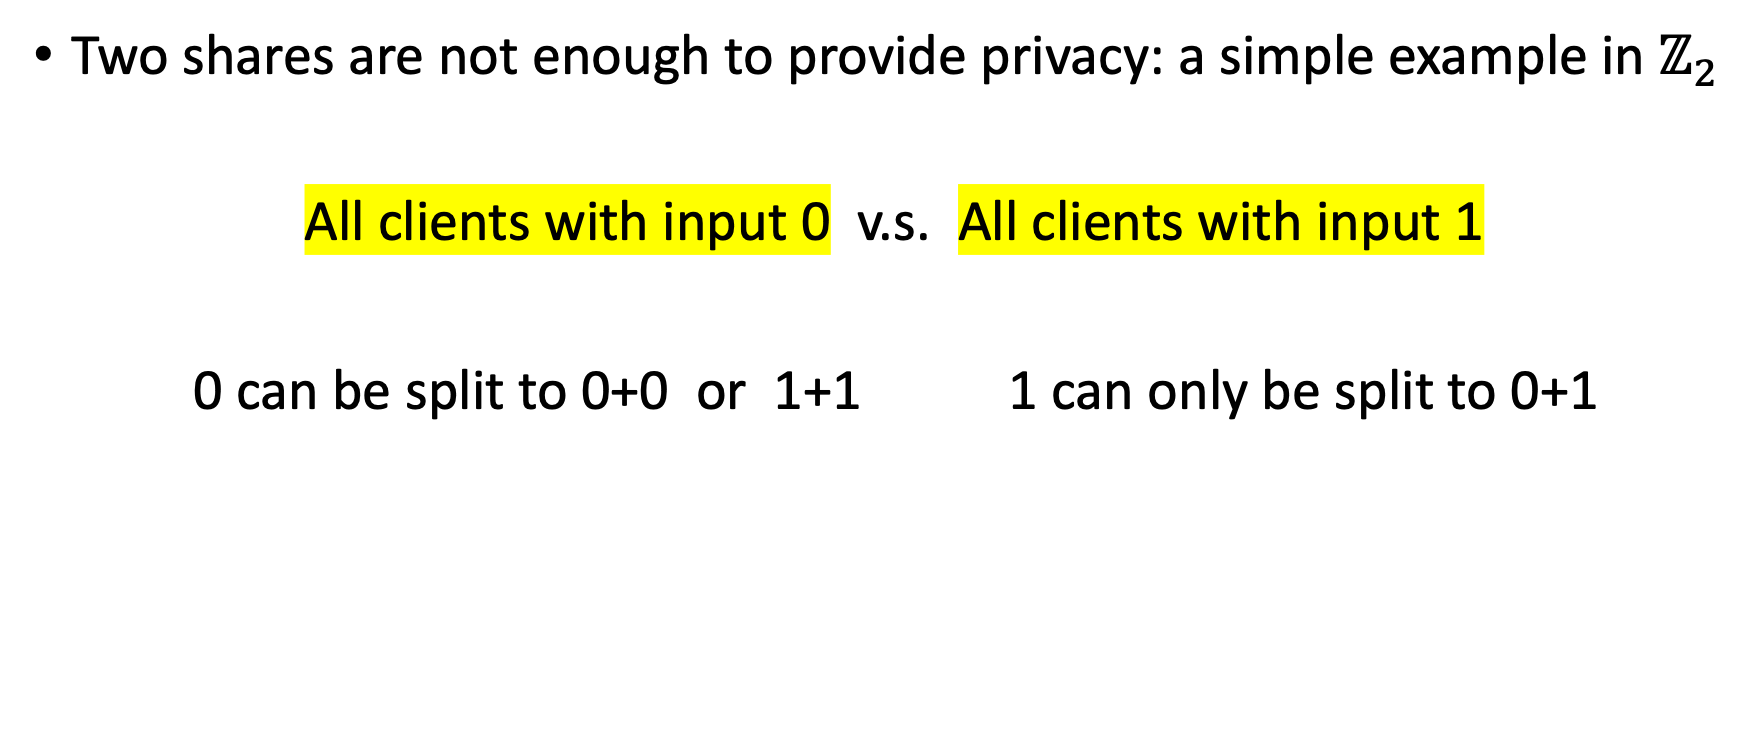 • Two shares are not enough to provide privacy: a simple example in ℤ₂
All clients with input 0 v.s. All clients with input 1
0 can be split to 0+0 or 1+1 1 can only be split to 0+1